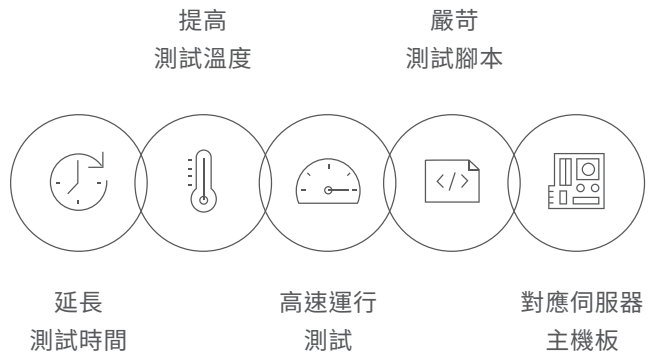 提高
測試溫度
嚴苛
測試腳本
延長
測試時間
高速運行
測試
對應伺服器
主機板